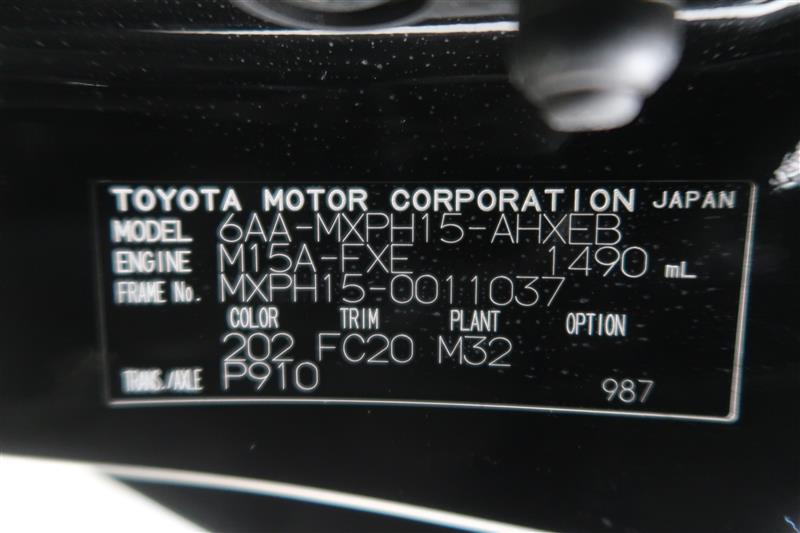 TOYOTA MOTOR CORPORATION JAPAN
MODEL 6AA-MXPH15-AHXEB
ENGINE M15A-FXE 1490 mL
FRAME No. MXPH15-0011037
COLOR TRIM PLANT OPTION
202 FC20 M32
TRANS./AXLE P910 987